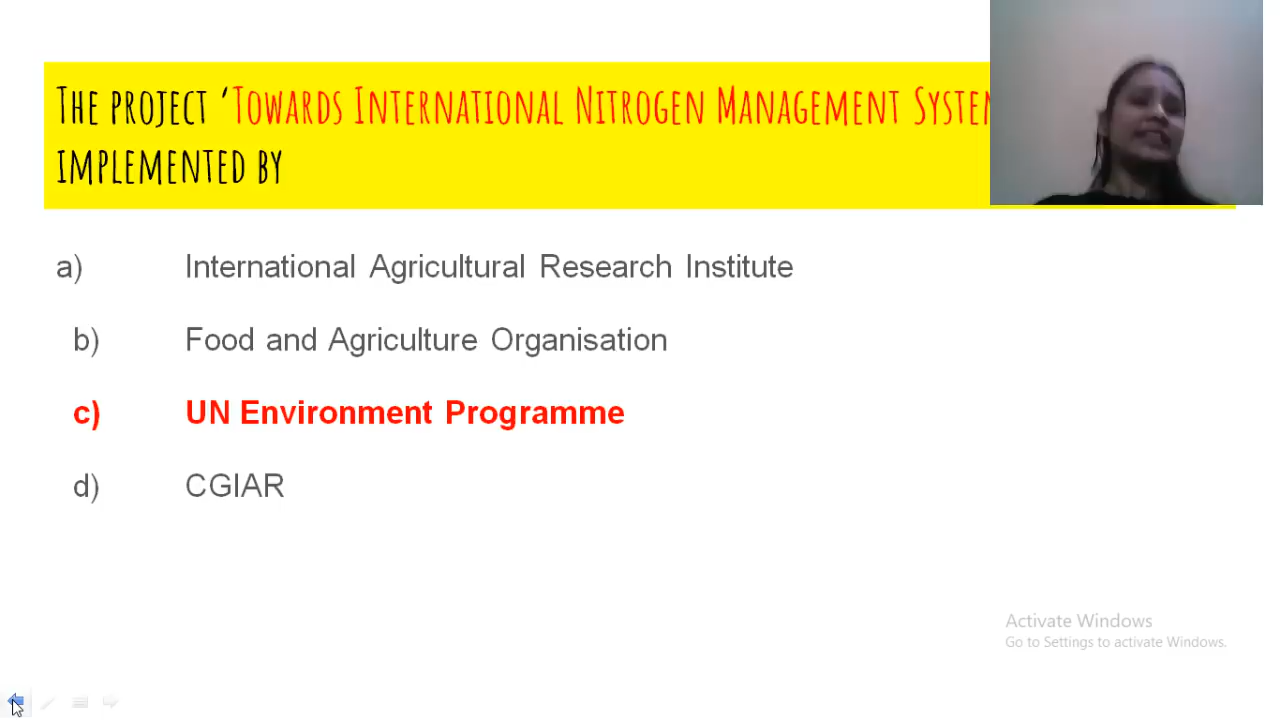 The project ‘Towards International Nitrogen Management System
implemented by
a) International Agricultural Research Institute
b) Food and Agriculture Organisation
c) UN Environment Programme
d) CGIAR
Activate Windows
Go to Settings to activate Windows.